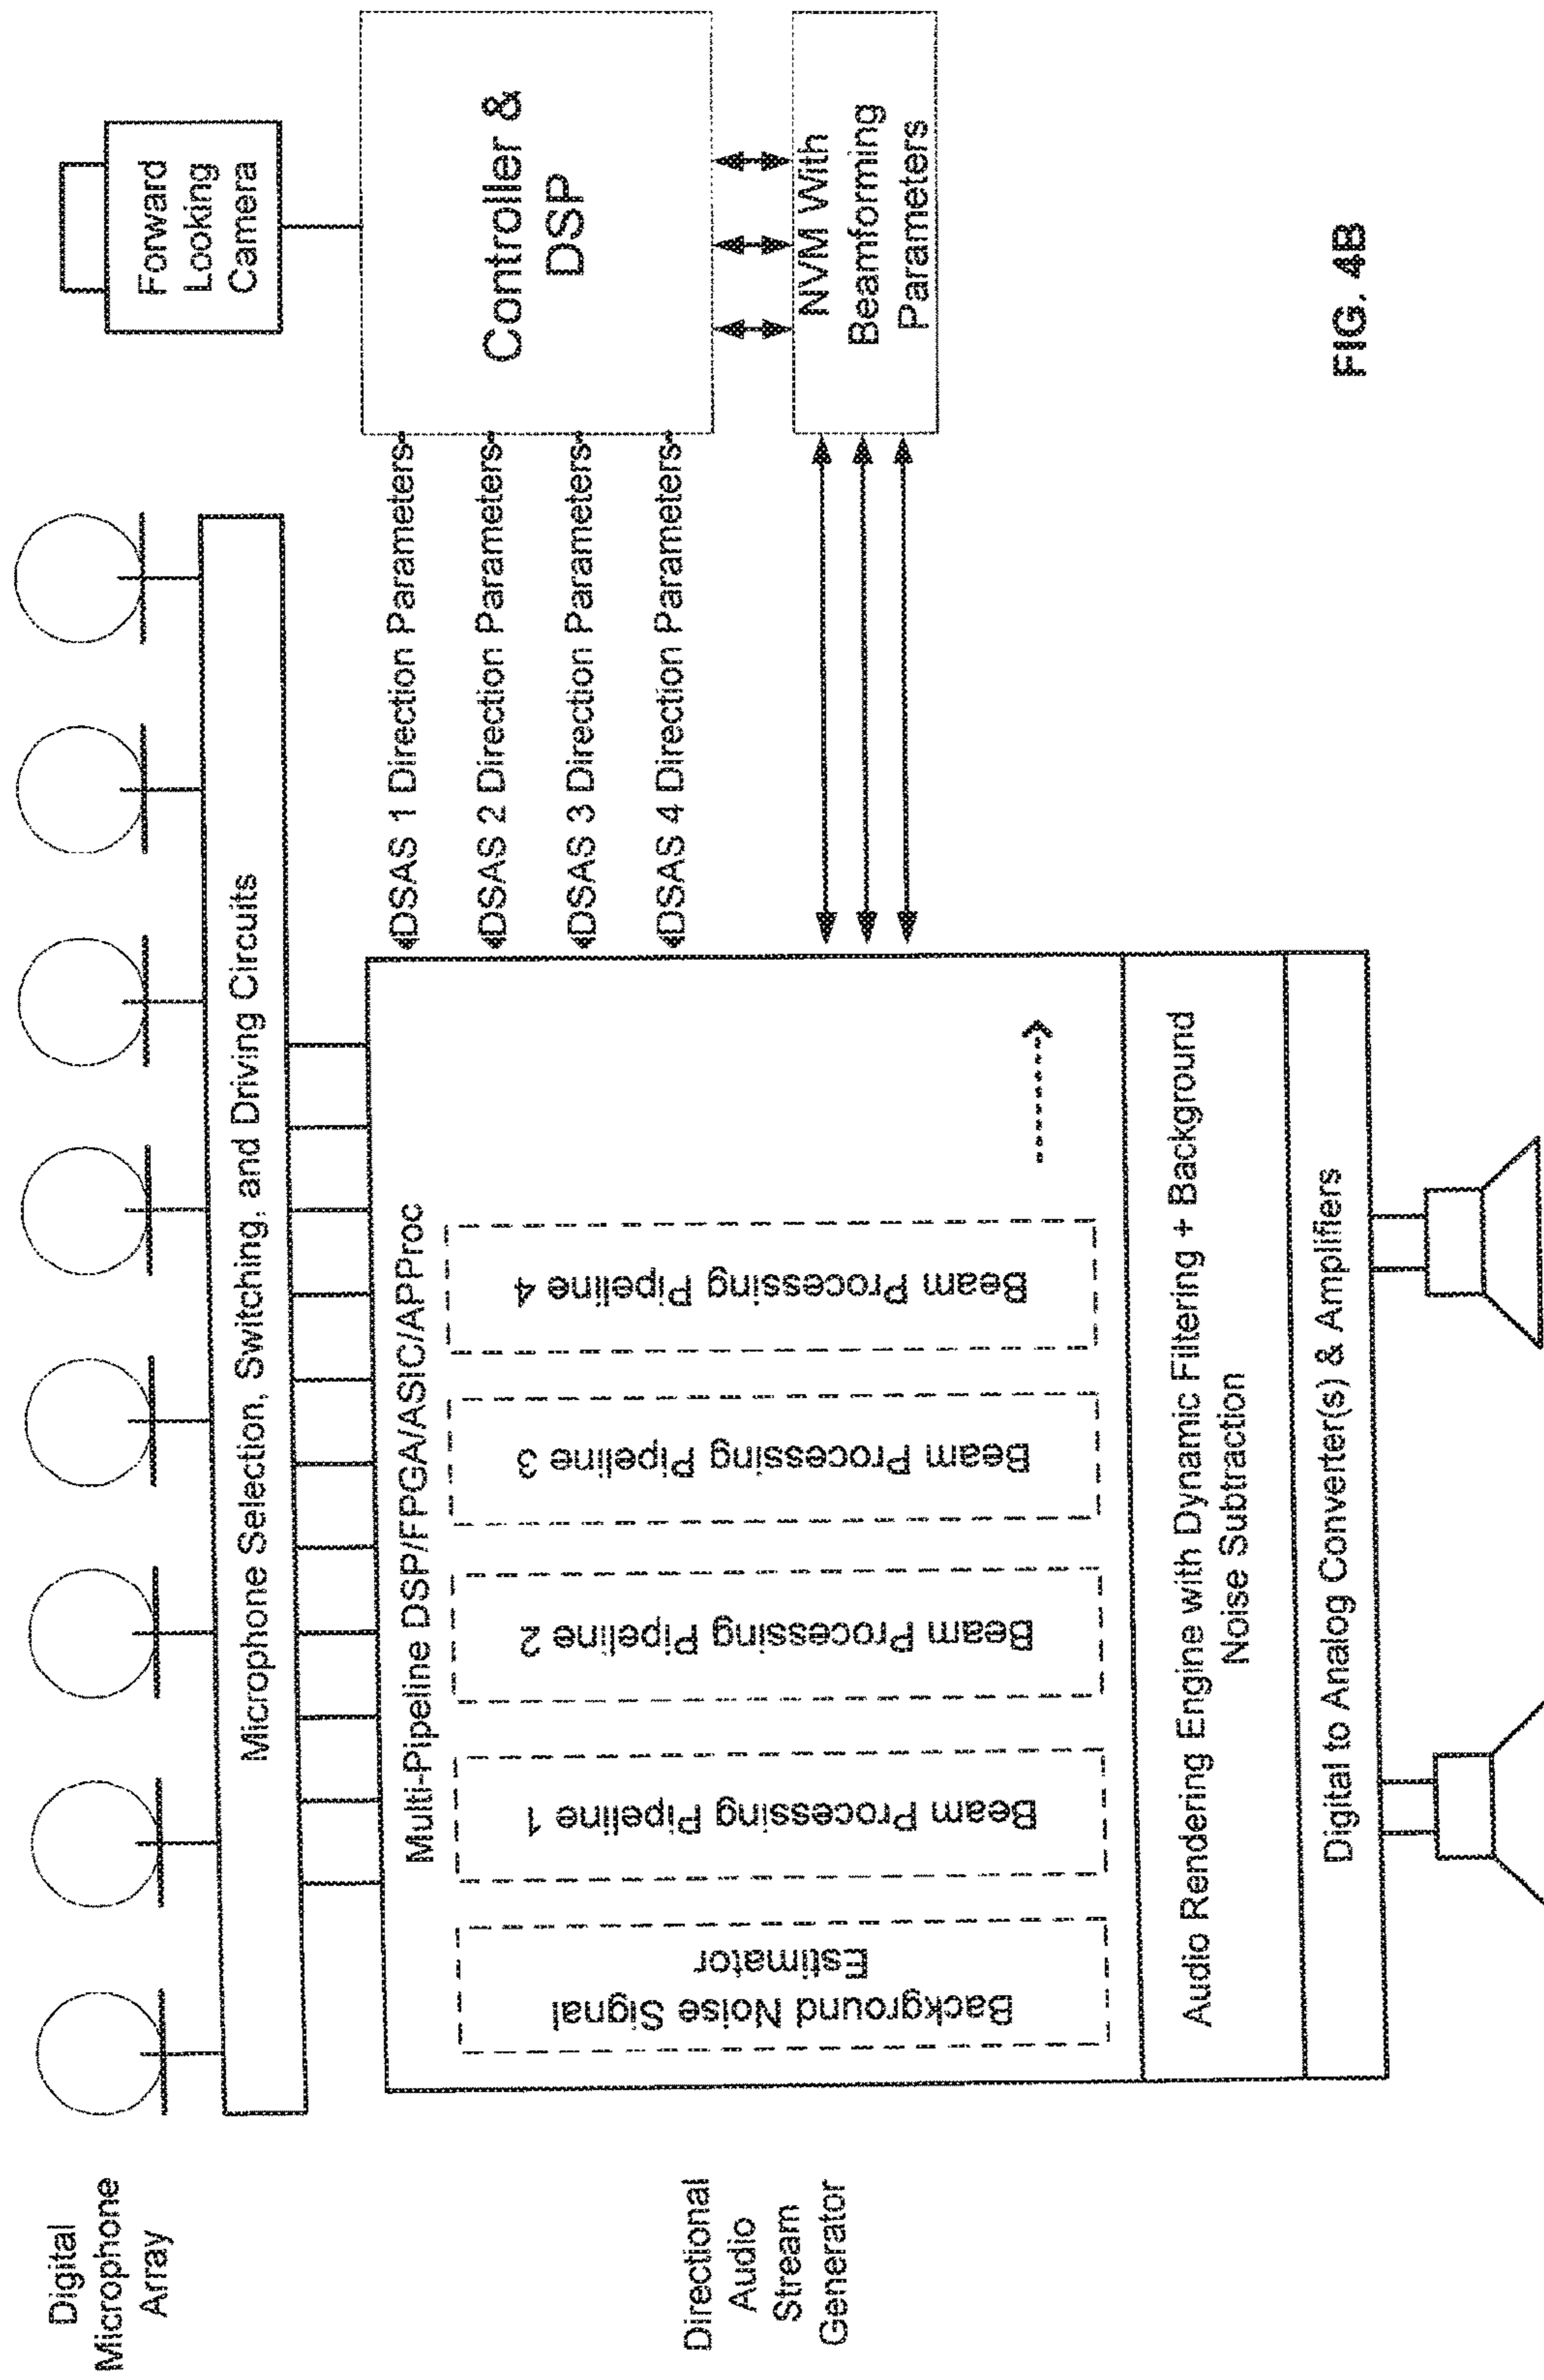 Digital
Microphone
Array
Microphone Selection, Switching, and Driving Circuits
Forward
Looking
Camera
Directional
Audio
Stream
Generator
Multi-Pipeline DSP/FPGA/ASIC/APProc
Background Noise Signal
Estimator
Beam Processing Pipeline 1
Beam Processing Pipeline 2
Beam Processing Pipeline 3
Beam Processing Pipeline 4
DSAS 1 Direction Parameters
DSAS 2 Direction Parameters
DSAS 3 Direction Parameters
DSAS 4 Direction Parameters
Controller &
DSP
NVM With
Beamforming
Parameters
Audio Rendering Engine with Dynamic Filtering + Background
Noise Subtraction
Digital to Analog Converter(s) & Amplifiers
FIG. 4B